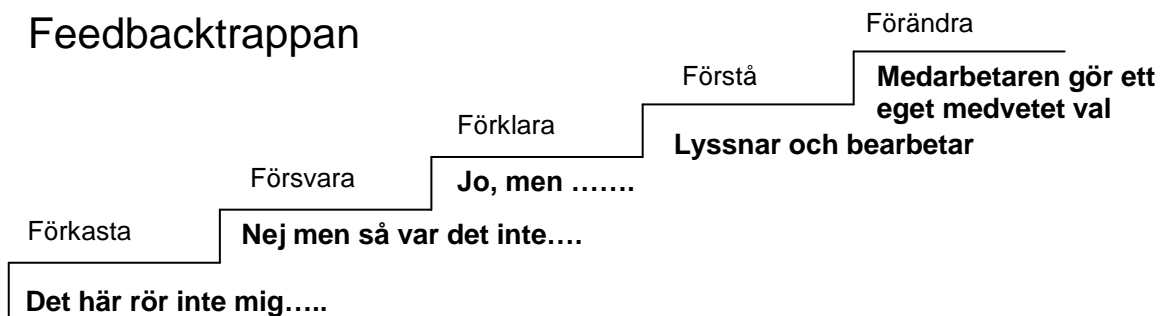 Feedbacktrappan
Förändra
Förstå
Medarbetaren gör ett
eget medvetet val
Förklara
Lyssnar och bearbetar
Försvara
Jo, men …….
Förkasta
Nej men så var det inte….
Det här rör inte mig…..